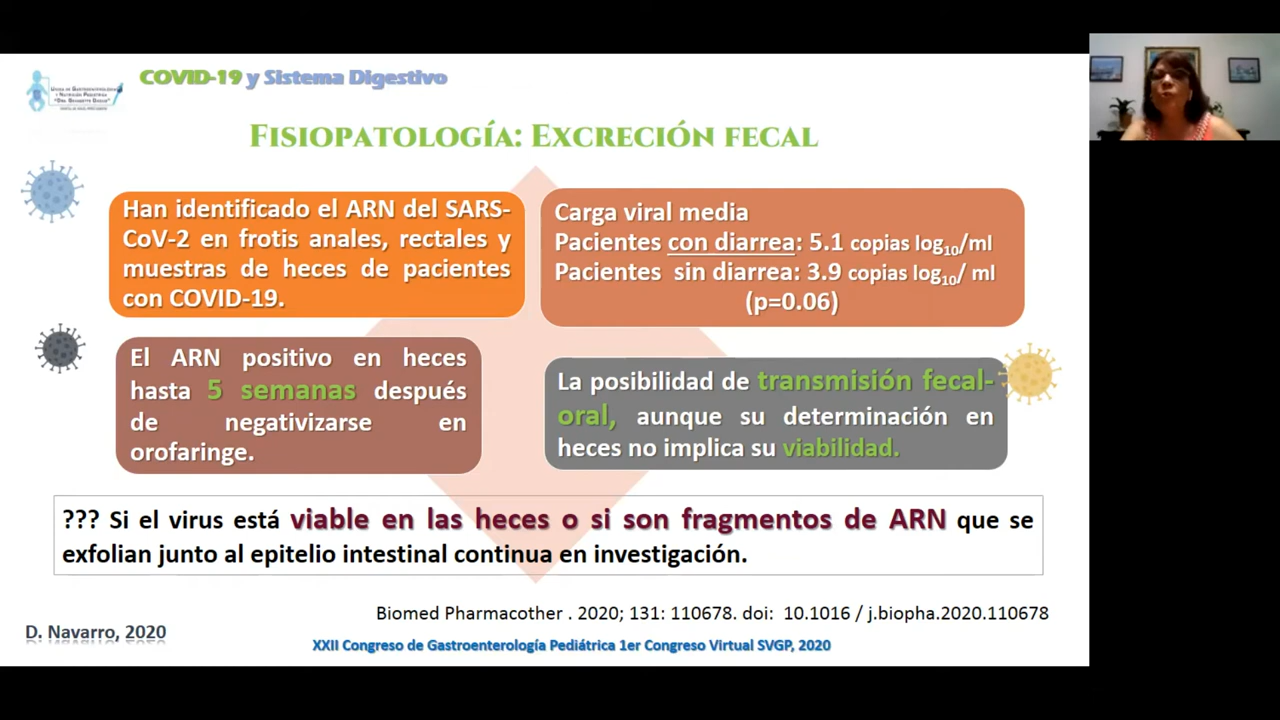 COVID-19 y Sistema Digestivo
UNIDAD DE GASTROENTEROLOGÍA
Y NUTRICIÓN PEDIÁTRICA
FISIOPATOLOGÍA: EXCRECIÓN FECAL
Han identificado el ARN del SARS-
CoV-2 en frotis anales, rectales y
muestras de heces de pacientes
con COVID-19.
Carga viral media
Pacientes con diarrea: 5.1 copias log10/ml
Pacientes sin diarrea: 3.9 copias log10/ ml
(p=0.06)
El ARN positivo en heces
hasta 5 semanas después
de negativizarse en
orofaringe.
La posibilidad de transmisión fecal-
oral, aunque su determinación en
heces no implica su viabilidad.
??? Si el virus está viable en las heces o si son fragmentos de ARN que se
exfolian junto al epitelio intestinal continua en investigación.
Biomed Pharmacother . 2020; 131: 110678. doi: 10.1016 / j.biopha.2020.110678
D. Navarro, 2020
XXII Congreso de Gastroenterología Pediátrica 1er Congreso Virtual SVGP, 2020